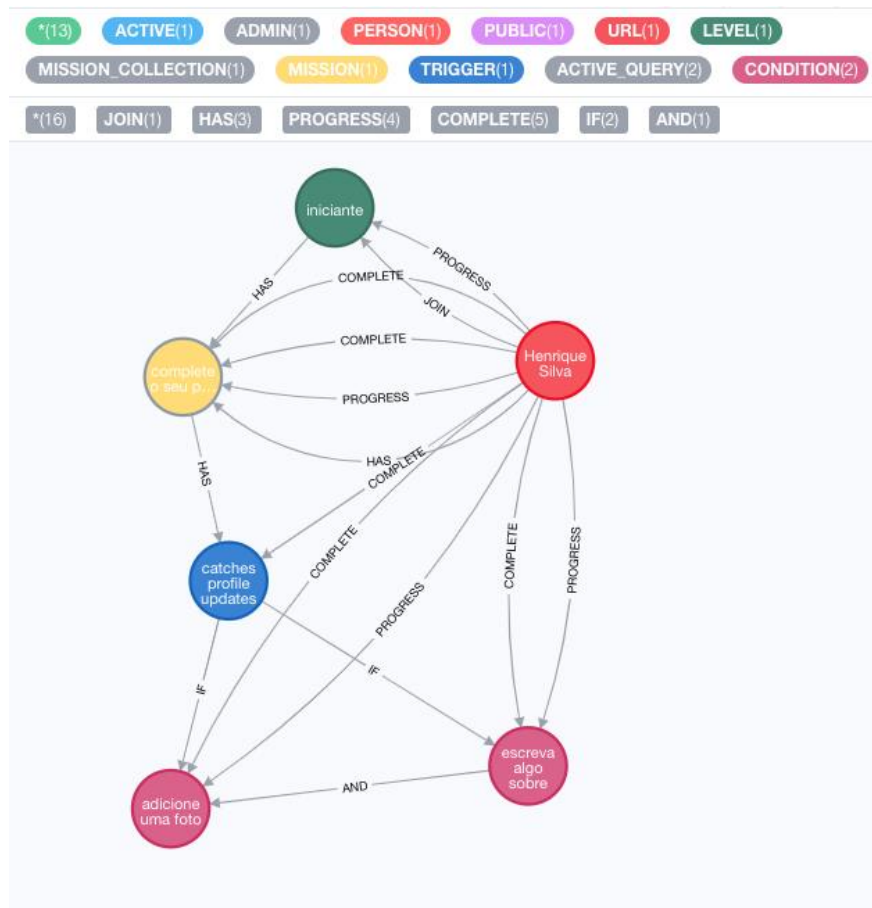 *(13) ACTIVE(1) ADMIN(1) PERSON(1) PUBLIC(1) URL(1) LEVEL(1)
MISSION_COLLECTION(1) MISSION(1) TRIGGER(1) ACTIVE_QUERY(2) CONDITION(2)
*(16) JOIN(1) HAS(3) PROGRESS(4) COMPLETE(5) IF(2) AND(1)
iniciante
PROGRESS
COMPLETE
HAS
JOIN
COMPLETE
Henrique
Silva
complete
o seu p...
PROGRESS
HAS
COMPLETE
HAS
COMPLETE
COMPLETE
PROGRESS
catches
profile
updates
PROGRESS
IF
IF
escreva
algo
sobre
AND
adicione
uma foto